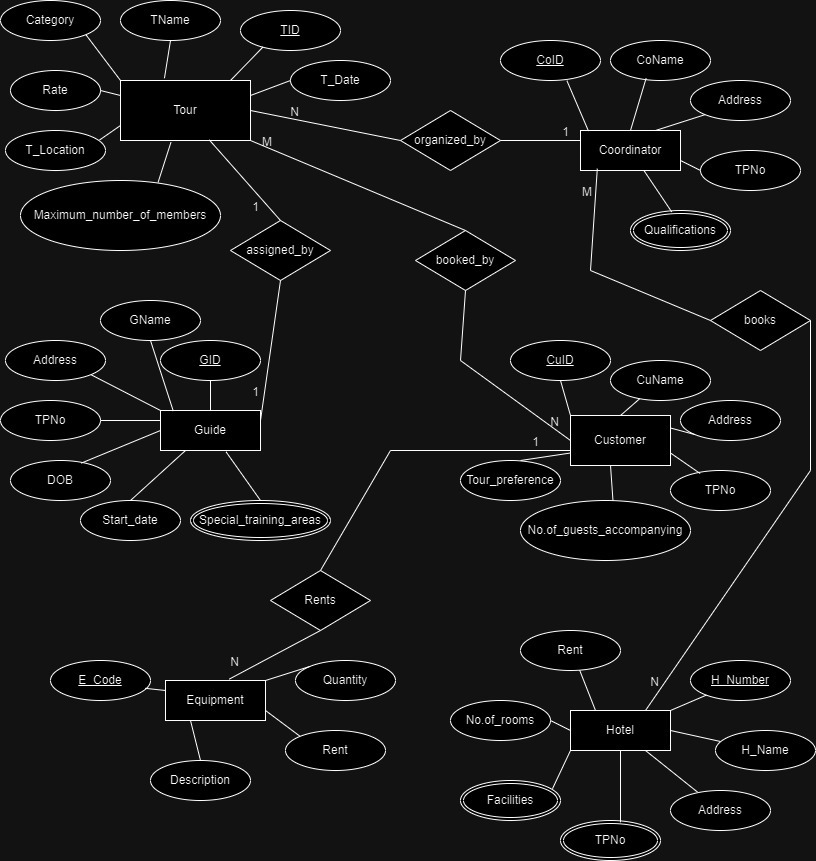 Category
TName
TID
Rate
T_Date
Tour
T_Location
Maximum_number_of_members
N
M
organized_by
1
CoID
CoName
Address
Coordinator
TPNo
M
Qualifications
1
assigned_by
booked_by
books
GName
Address
GID
1
TPNo
Guide
DOB
Start_date
Special_training_areas
CuID
CuName
N
Address
1
Customer
Tour_preference
TPNo
No.of_guests_accompanying
Rents
N
E_Code
Quantity
Equipment
Rent
Description
Rent
N
H_Number
No.of_rooms
Hotel
H_Name
Facilities
Address
TPNo